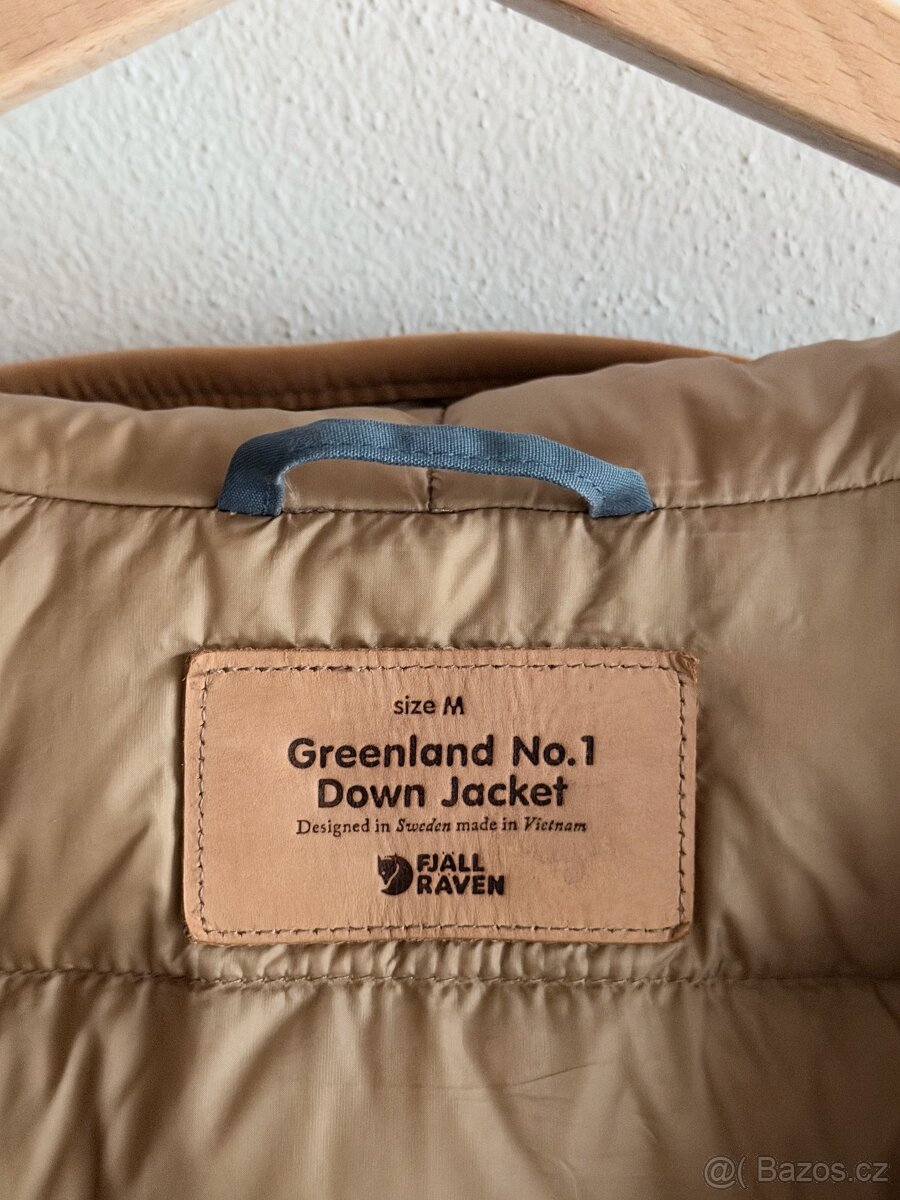 size M
Greenland No.1
Down Jacket
Designed in Sweden made in Vietnam
FJÄLL
RÄVEN
@( Bazos.cz